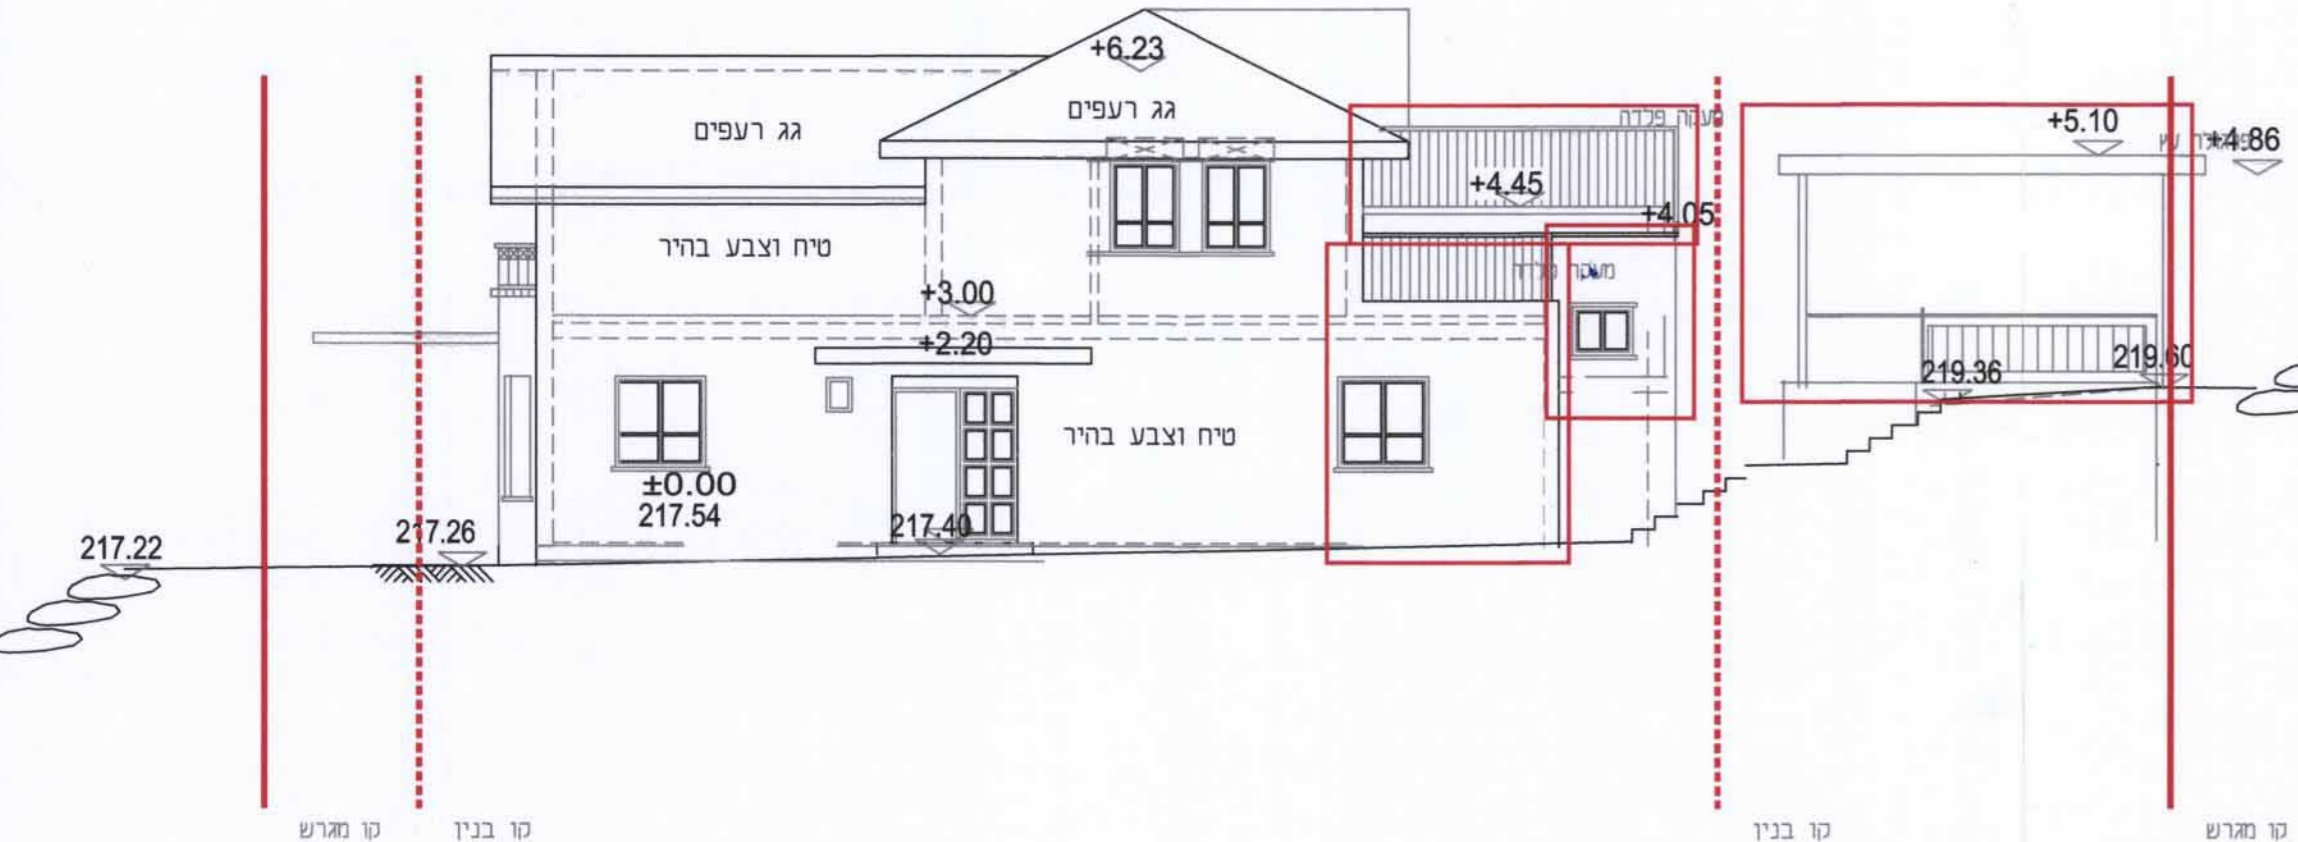 +6.23
גג רעפים
גג רעפים
מעקה פלדה
+5.10
+4.86
עץ
+4.45
+4.05
טיח וצבע בהיר
מעקה פלדה
+3.00
+2.20
219.36
219.60
טיח וצבע בהיר
±0.00
217.54
217.40
217.26
217.22
קו מגרש
קו בנין
קו בנין
קו מגרש